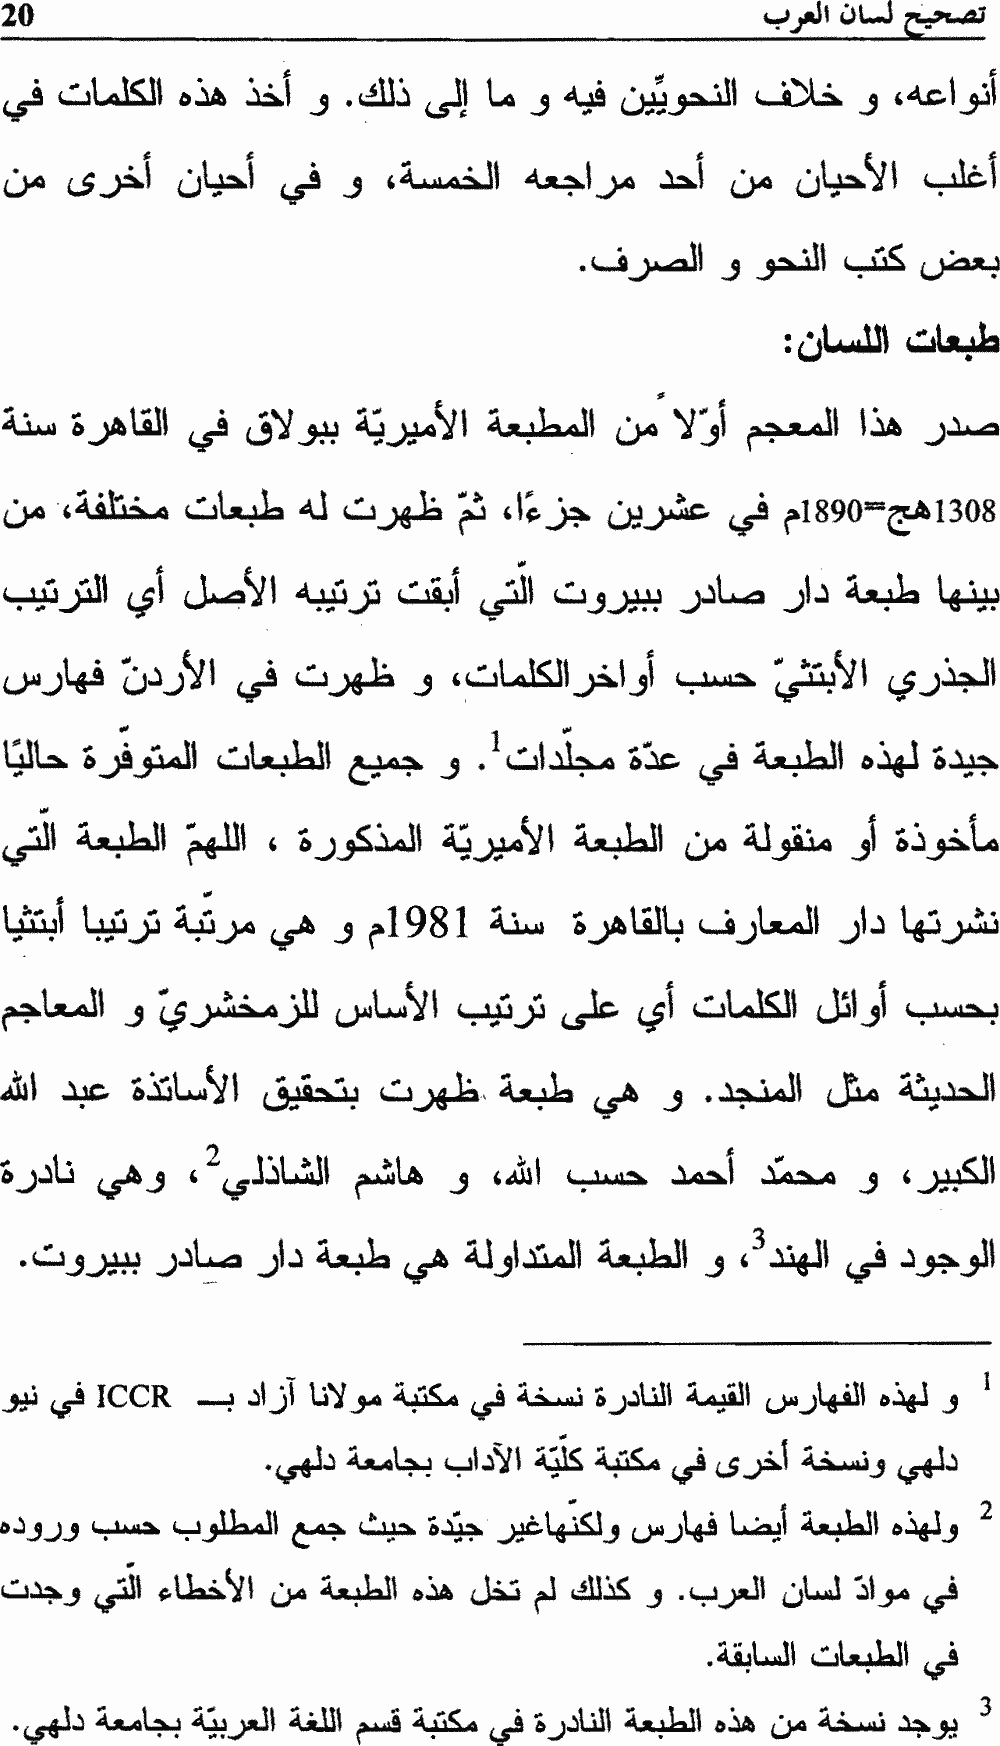 تصحيح لسان العرب 20
أنواعه، و خلاف النحويِّين فيه و ما إلى ذلك. و أخذ هذه الكلمات في
أغلب الأحيان من أحد مراجعه الخمسة، و في أحيان أخرى من
بعض كتب النحو و الصرف.
طبعات اللسان:
صدر هذا المعجم أوّلا من المطبعة الأميريّة ببولاق في القاهرة سنة
1308هج=1890م في عشرين جزءًا، ثمّ ظهرت له طبعات مختلفة، من
بينها طبعة دار صادر ببيروت الّتي أبقت ترتيبه الأصل أي الترتيب
الجذري الأبتثيّ حسب أواخرالكلمات، و ظهرت في الأردنّ فهارس
جيدة لهذه الطبعة في عدّة مجلّدات1. و جميع الطبعات المتوفّرة حاليًا
مأخوذة أو منقولة من الطبعة الأميريّة المذكورة ، اللهمّ الطبعة الّتي
نشرتها دار المعارف بالقاهرة سنة 1981م و هي مرتّبة ترتيبا أبتثيا
بحسب أوائل الكلمات أي على ترتيب الأساس للزمخشريّ و المعاجم
الحديثة مثل المنجد. و هي طبعة ظهرت بتحقيق الأساتذة عبد الله
الكبير، و محمّد أحمد حسب الله، و هاشم الشاذلي2، وهي نادرة
الوجود في الهند3، و الطبعة المتداولة هي طبعة دار صادر ببيروت.
1 و لهذه الفهارس القيمة النادرة نسخة في مكتبة مولانا آزاد بـــ ICCR في نيو
دلهي ونسخة أخرى في مكتبة كلّيّة الآداب بجامعة دلهي.
2 ولهذه الطبعة أيضا فهارس ولكنّهاغير جيّدة حيث جمع المطلوب حسب وروده
في موادّ لسان العرب. و كذلك لم تخل هذه الطبعة من الأخطاء الّتي وجدت
في الطبعات السابقة.
3 يوجد نسخة من هذه الطبعة النادرة في مكتبة قسم اللغة العربيّة بجامعة دلهي.